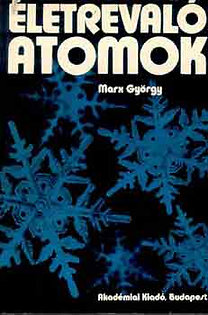 ÉLETREVALÓ
ATOMOK
Marx György
Akadémiai Kiadó, Budapest